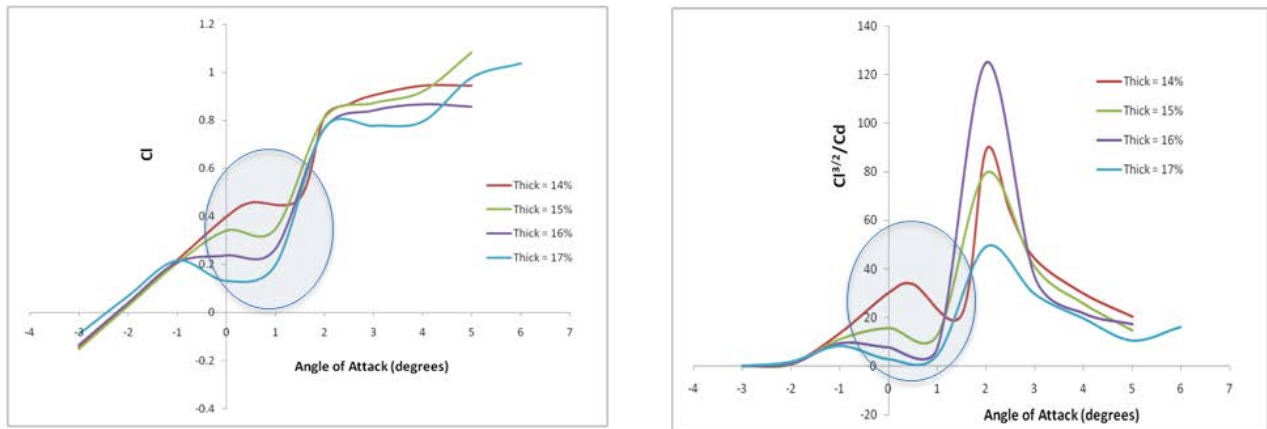 1.2
1
0.8
0.6
0.4
0.2
0
-0.2
-0.4
-4 -3 -2 -1 0 1 2 3 4 5 6 7
Cl
Angle of Attack (degrees)
Thick = 14%
Thick = 15%
Thick = 16%
Thick = 17%
140
120
100
80
60
40
20
0
-20
-4 -3 -2 -1 0 1 2 3 4 5 6 7
Cl³/²/Cd
Angle of Attack (degrees)
Thick = 14%
Thick = 15%
Thick = 16%
Thick = 17%